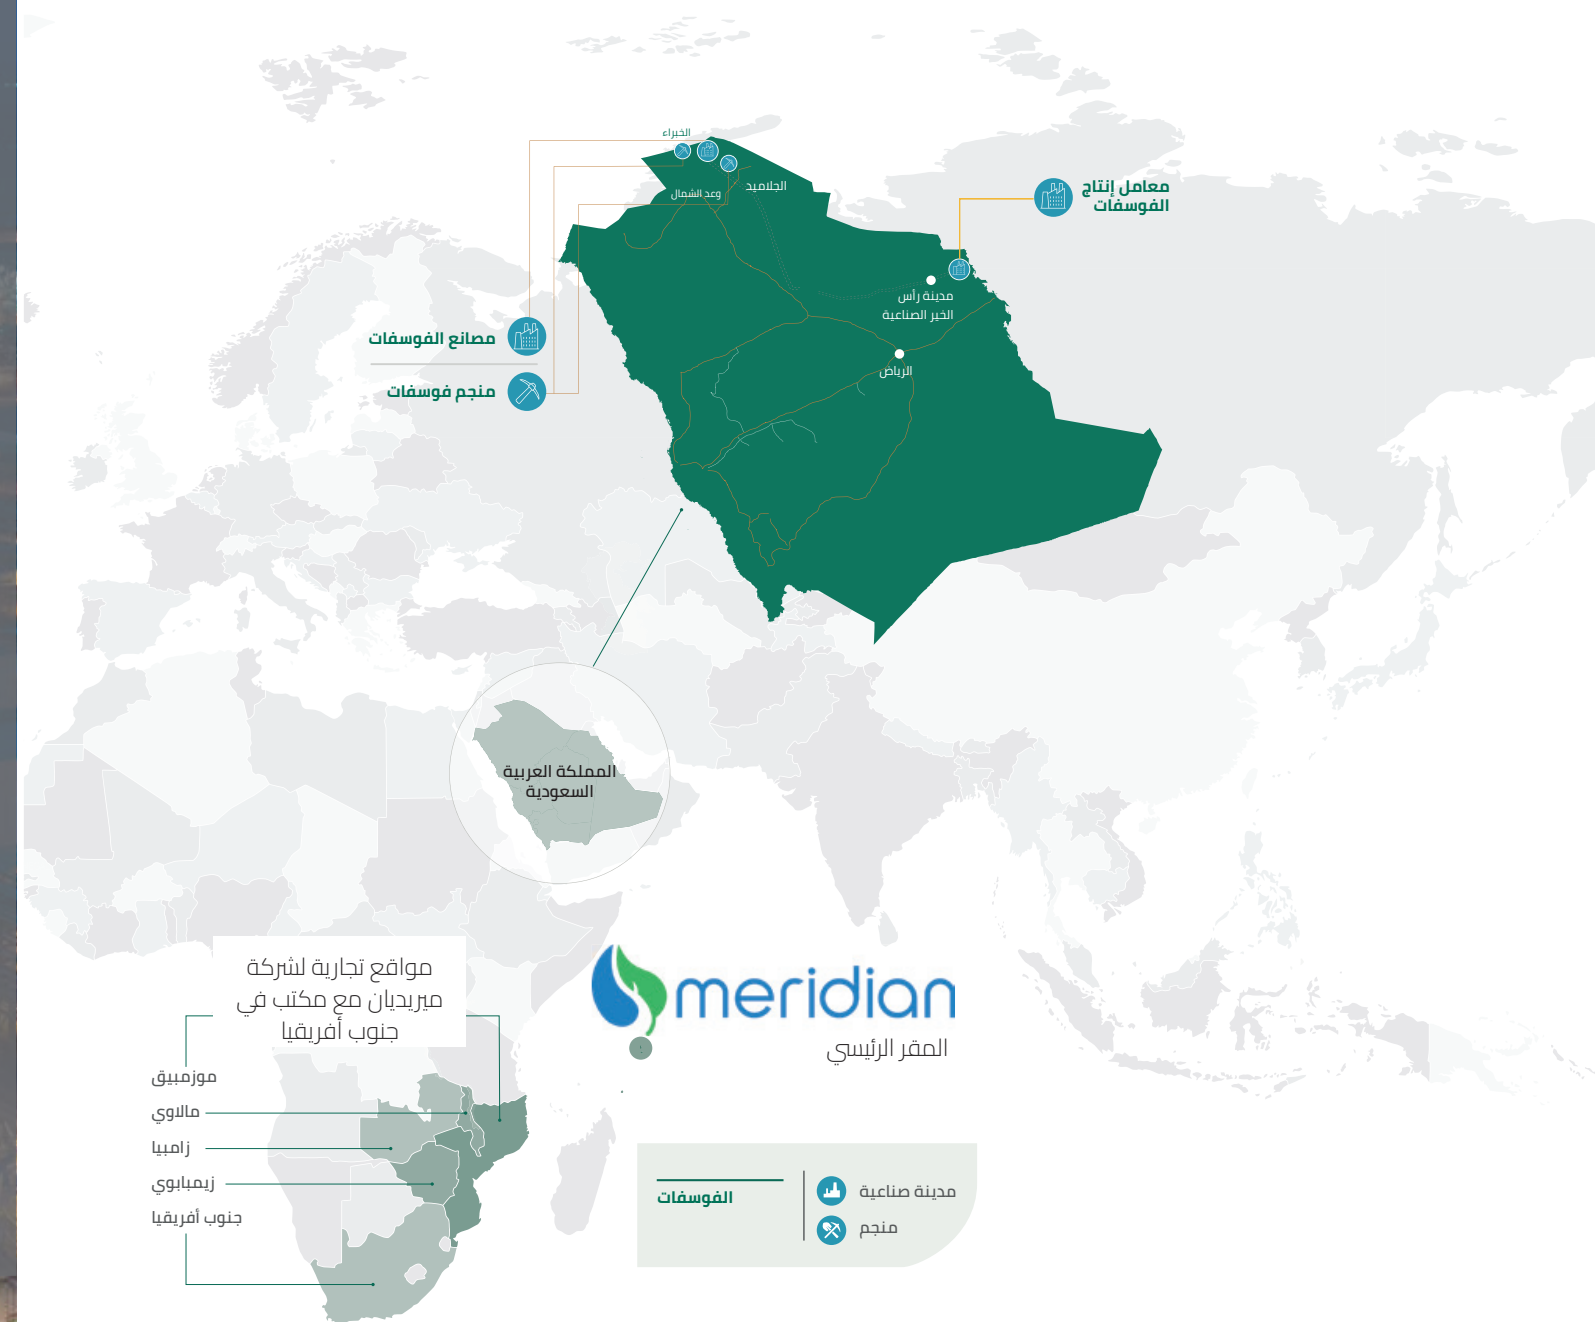 الخبراء
الجلاميد
وعد الشمال
معامل إنتاج
الفوسفات
مدينة رأس
الخير الصناعية
الرياض
مصانع الفوسفات
منجم فوسفات
المملكة العربية
السعودية
مواقع تجارية لشركة
ميريديان مع مكتب في
جنوب أفريقيا
meridian
المقر الرئيسي
موزمبيق
مالاوي
زامبيا
زيمبابوي
جنوب أفريقيا
مدينة صناعية
منجم
الفوسفات